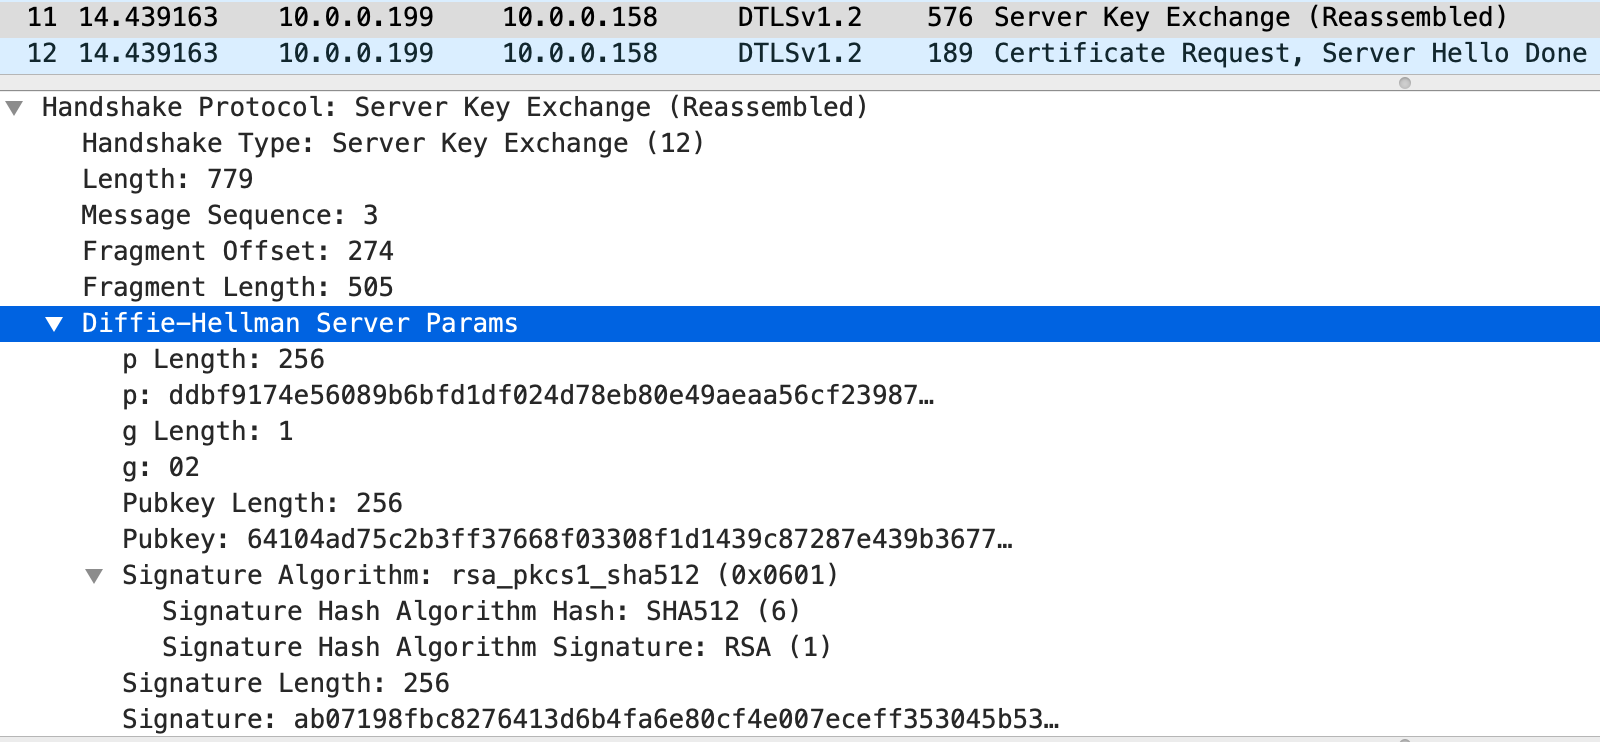 11 14.439163 10.0.0.199 10.0.0.158 DTLSv1.2 576 Server Key Exchange (Reassembled)
12 14.439163 10.0.0.199 10.0.0.158 DTLSv1.2 189 Certificate Request, Server Hello Done
Handshake Protocol: Server Key Exchange (Reassembled)
Handshake Type: Server Key Exchange (12)
Length: 779
Message Sequence: 3
Fragment Offset: 274
Fragment Length: 505
Diffie-Hellman Server Params
p Length: 256
p: ddbf9174e56089b6bfd1df024d78eb80e49aeaa56cf23987…
g Length: 1
g: 02
Pubkey Length: 256
Pubkey: 64104ad75c2b3ff37668f03308f1d1439c87287e439b3677…
Signature Algorithm: rsa_pkcs1_sha512 (0x0601)
Signature Hash Algorithm Hash: SHA512 (6)
Signature Hash Algorithm Signature: RSA (1)
Signature Length: 256
Signature: ab07198fbc8276413d6b4fa6e80cf4e007eceff353045b53…